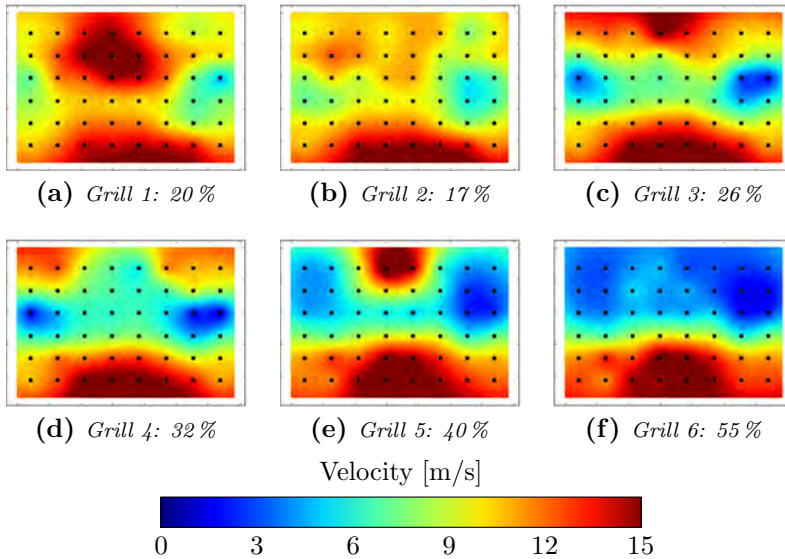 (a) Grill 1: 20 % (b) Grill 2: 17 % (c) Grill 3: 26 %
(d) Grill 4: 32 % (e) Grill 5: 40 % (f) Grill 6: 55 %
Velocity [m/s]
0 3 6 9 12 15